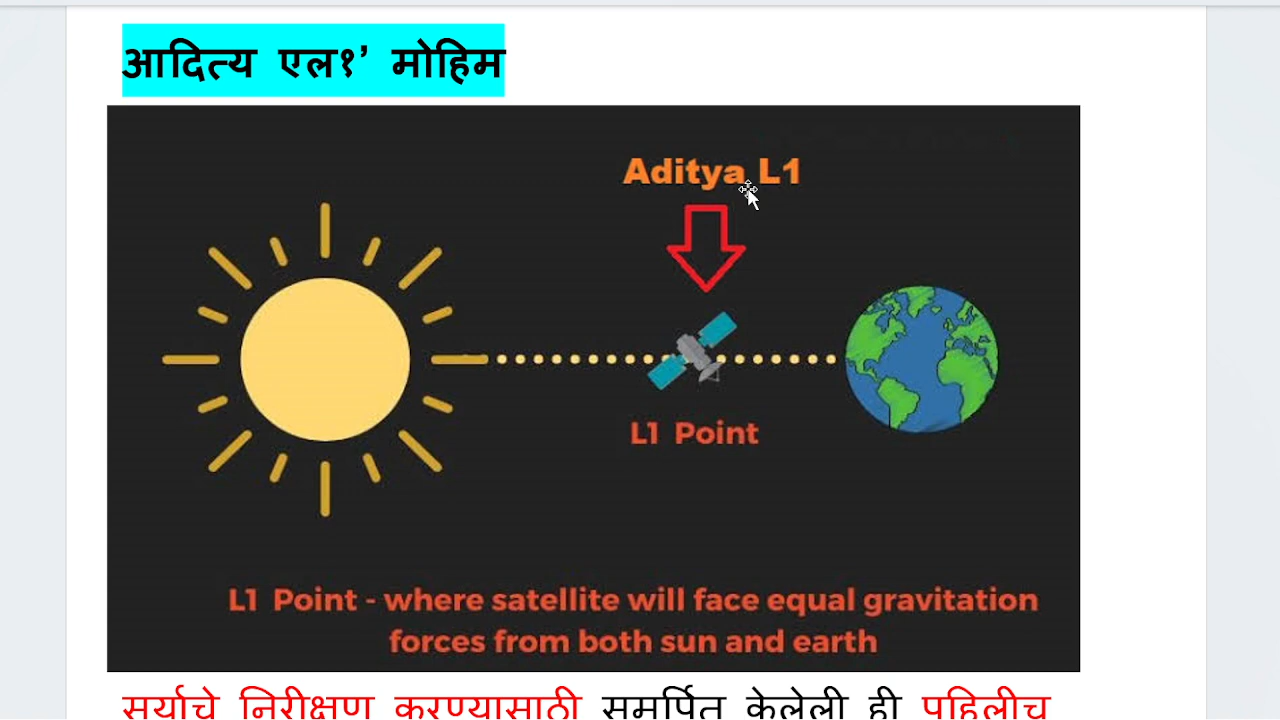 आदित्य एल१’ मोहिम
Aditya L1
L1 Point
L1 Point - where satellite will face equal gravitation
forces from both sun and earth
सूर्याचे निरीक्षण करण्यासाठी समर्पित केलेली ही पहिलीच